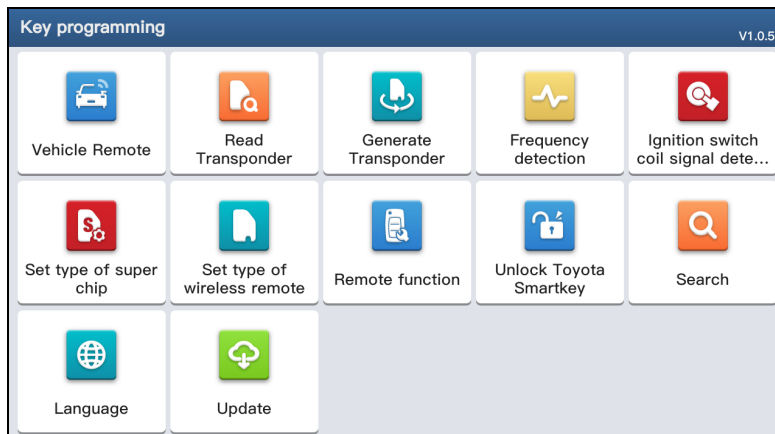 Key programming
V1.0.5
Vehicle Remote
Read
Transponder
Generate
Transponder
Frequency
detection
Ignition switch
coil signal dete...
Set type of super
chip
Set type of
wireless remote
Remote function
Unlock Toyota
Smartkey
Search
Language
Update